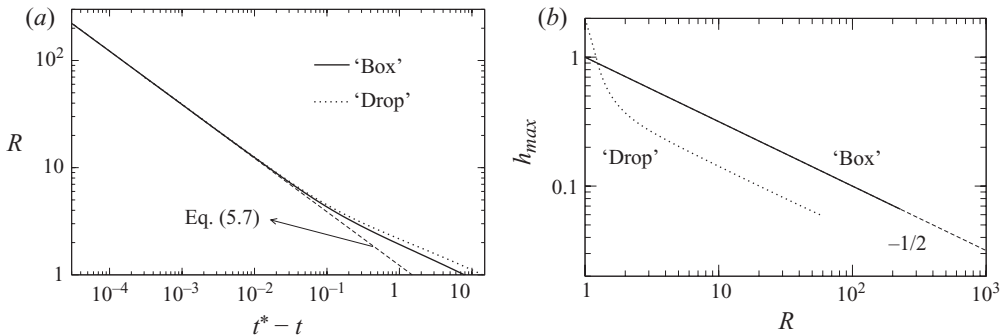 (a)
10²
10
1
R
'Box'
'Drop'
Eq. (5.7)
10⁻⁴ 10⁻³ 10⁻² 10⁻¹ 1 10
t* – t
(b)
1
0.1
h_max
'Drop'
'Box'
–1/2
1 10 10² 10³
R